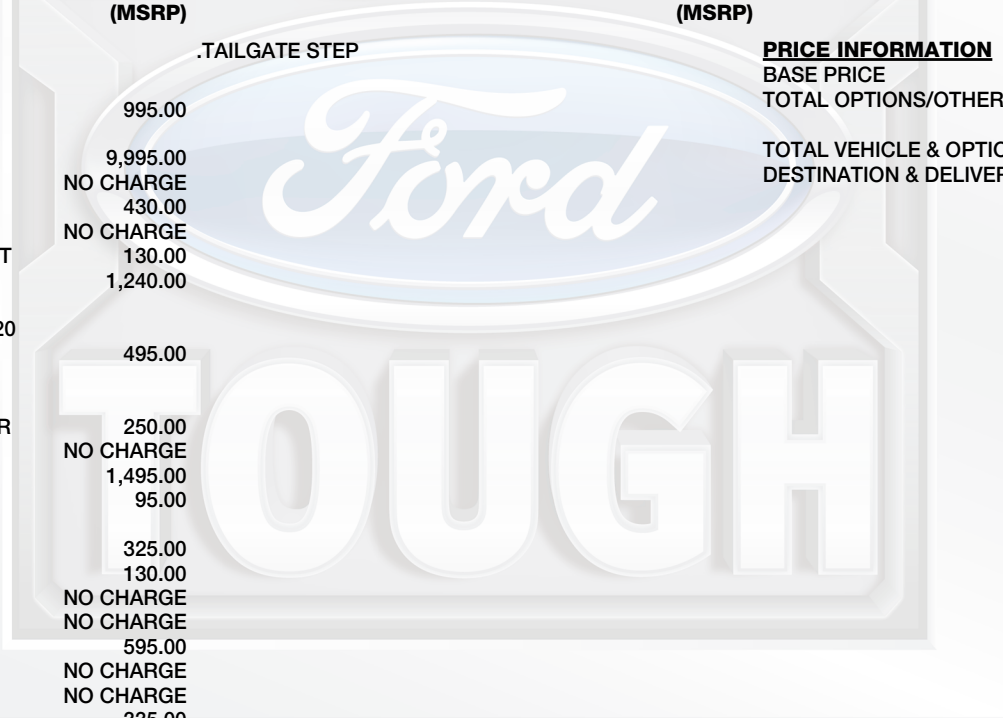 (MSRP)
(MSRP)
.TAILGATE STEP
995.00
9,995.00
NO CHARGE
430.00
NO CHARGE
T
130.00
1,240.00
20
495.00
R
250.00
NO CHARGE
1,495.00
95.00
325.00
130.00
NO CHARGE
NO CHARGE
595.00
NO CHARGE
NO CHARGE
PRICE INFORMATION
BASE PRICE
TOTAL OPTIONS/OTHER
TOTAL VEHICLE & OPTIO
DESTINATION & DELIVER
Ford
TOUGH